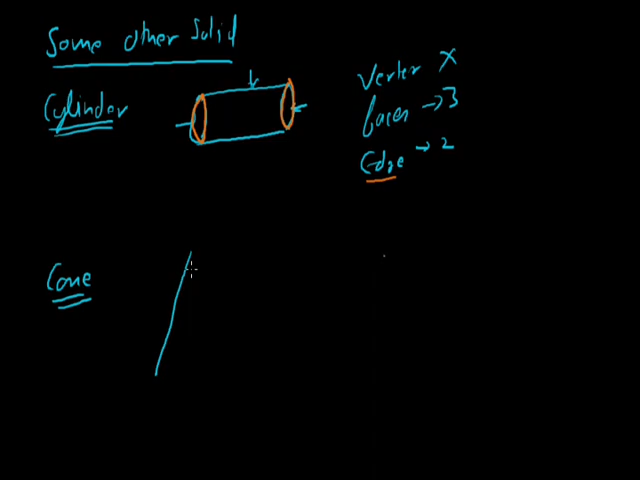 Some other Solid
Cylinder
Vertex X
faces → 3
Edge → 2
Cone